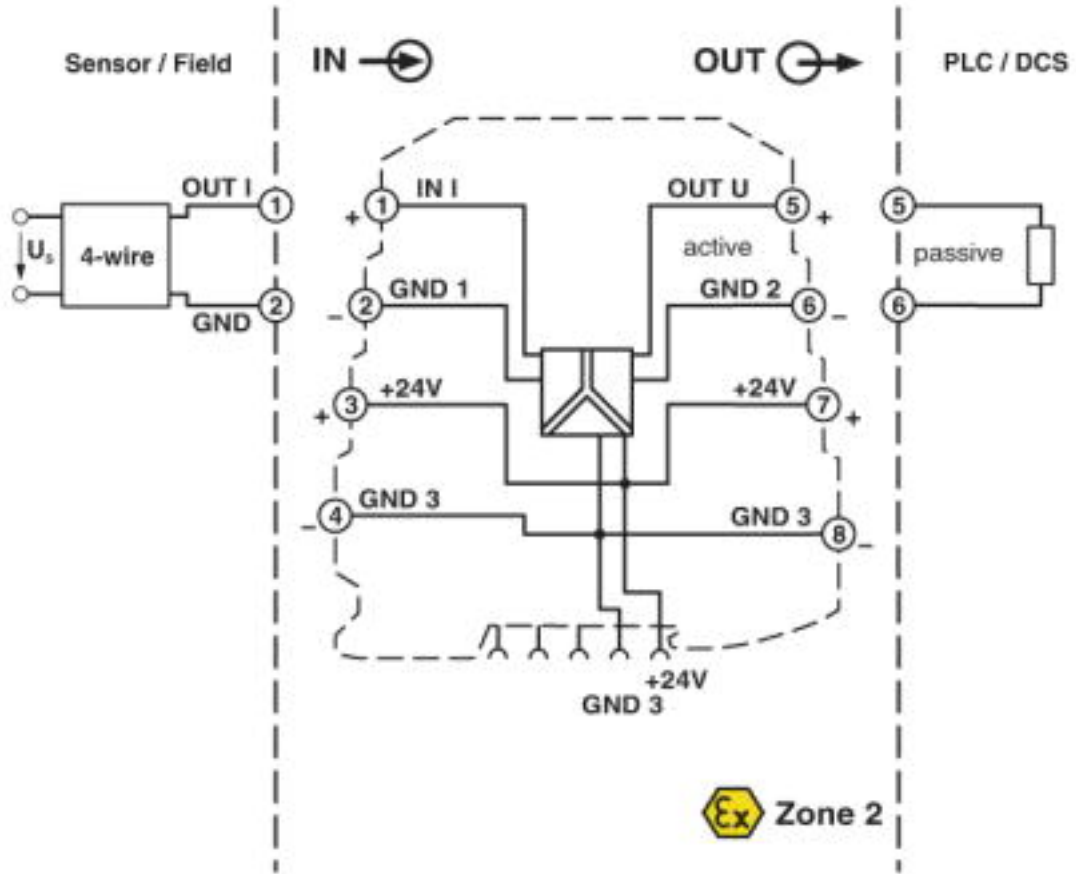 Sensor / Field
IN
OUT
PLC / DCS
OUT I
1
Us
4-wire
2
GND
+
1
IN I
OUT U
5
+
active
5
passive
6
-
2
GND 1
GND 2
6
-
+
3
+24V
+24V
7
+
-
4
GND 3
GND 3
8
-
+24V
GND 3
Ex
Zone 2